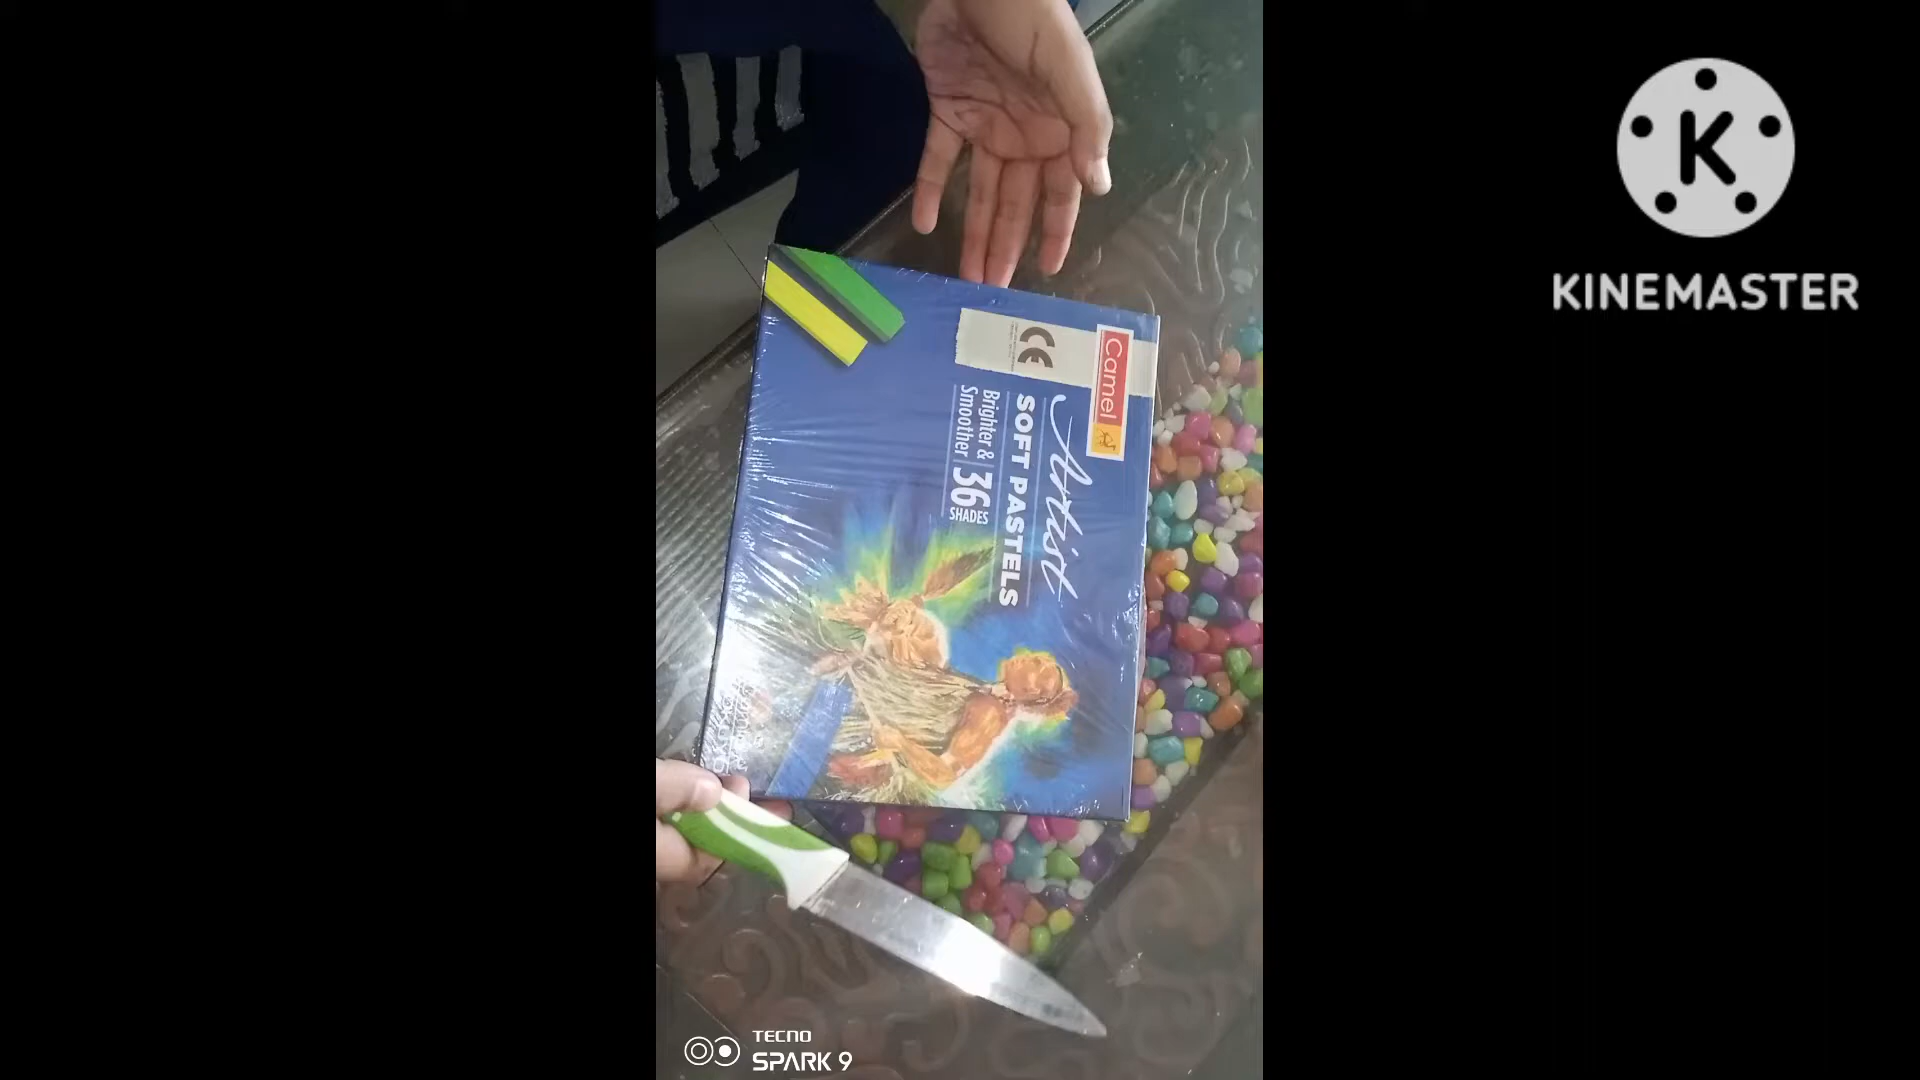 Camel
CE
Artist
SOFT PASTELS
Brighter &
Smoother
36
SHADES
K
KINEMASTER
TECNO
SPARK 9